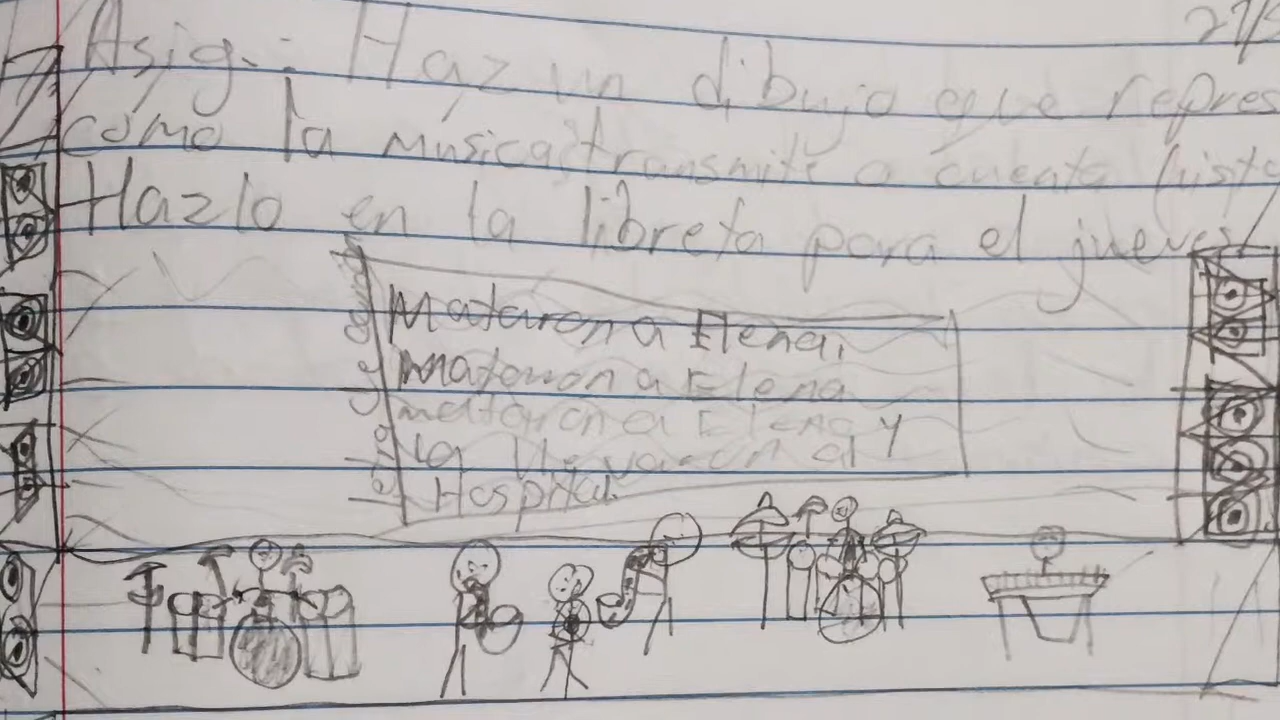 27/
Asig.: Haz un dibujo que repres
como la musica transmite o cuenta histo
Hazlo en la libreta para el jueves
Mataron a Elena,
Mataron a Elena
mataron a Elena y
la llevaron al
Hospital.